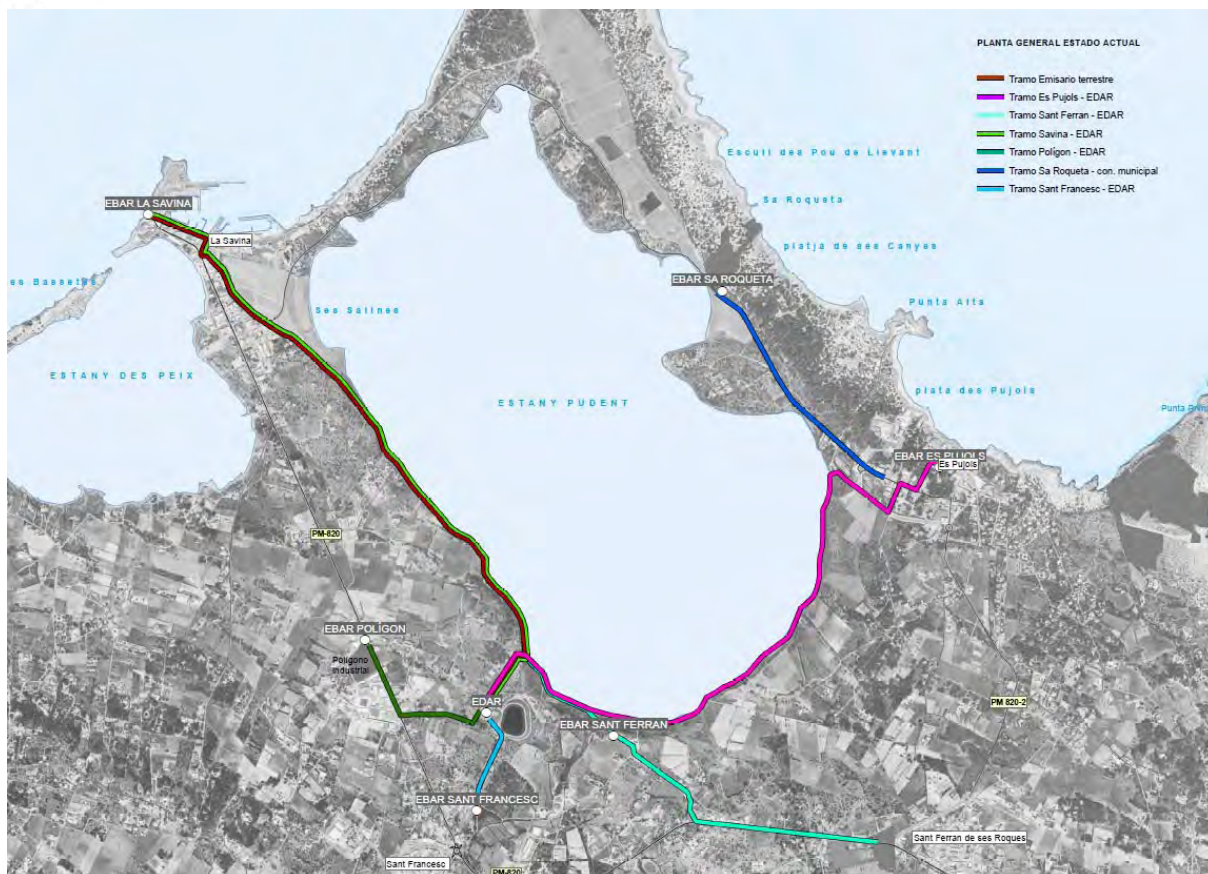 PLANTA GENERAL ESTADO ACTUAL
Tramo Emisario terrestre
Tramo Es Pujols - EDAR
Tramo Sant Ferran - EDAR
Tramo Savina - EDAR
Tramo Polígon - EDAR
Tramo Sa Roqueta - con. municipal
Tramo Sant Francesc - EDAR
Escull des Pou de Llevant
EBAR LA SAVINA
Sa Roqueta
La Savina
platja de ses Canyes
es Bassetes
EBAR SA ROQUETA
Ses Salines
Punta Alta
ESTANY DES PEIX
platja des Pujols
ESTANY PUDENT
Punta
EBAR ES PUJOLS
Es Pujols
PM-820
EBAR POLÍGON
Polígono
industrial
EDAR
PM 820-2
EBAR SANT FERRAN
EBAR SANT FRANCESC
Sant Ferran de ses Roques
Sant Francesc
PM-820